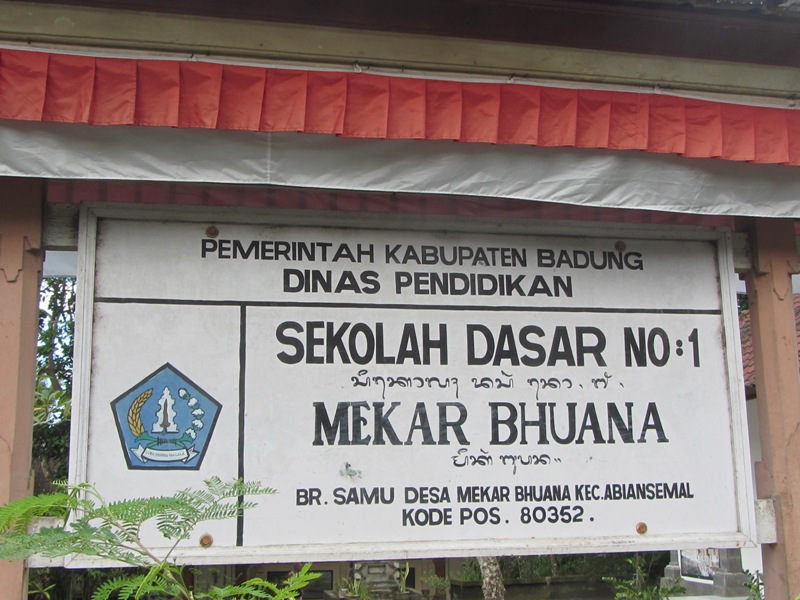 PEMERINTAH KABUPATEN BADUNG
DINAS PENDIDIKAN
SEKOLAH DASAR NO:1
MEKAR BHUANA
BR. SAMU DESA MEKAR BHUANA KEC.ABIANSEMAL
KODE POS. 80352.